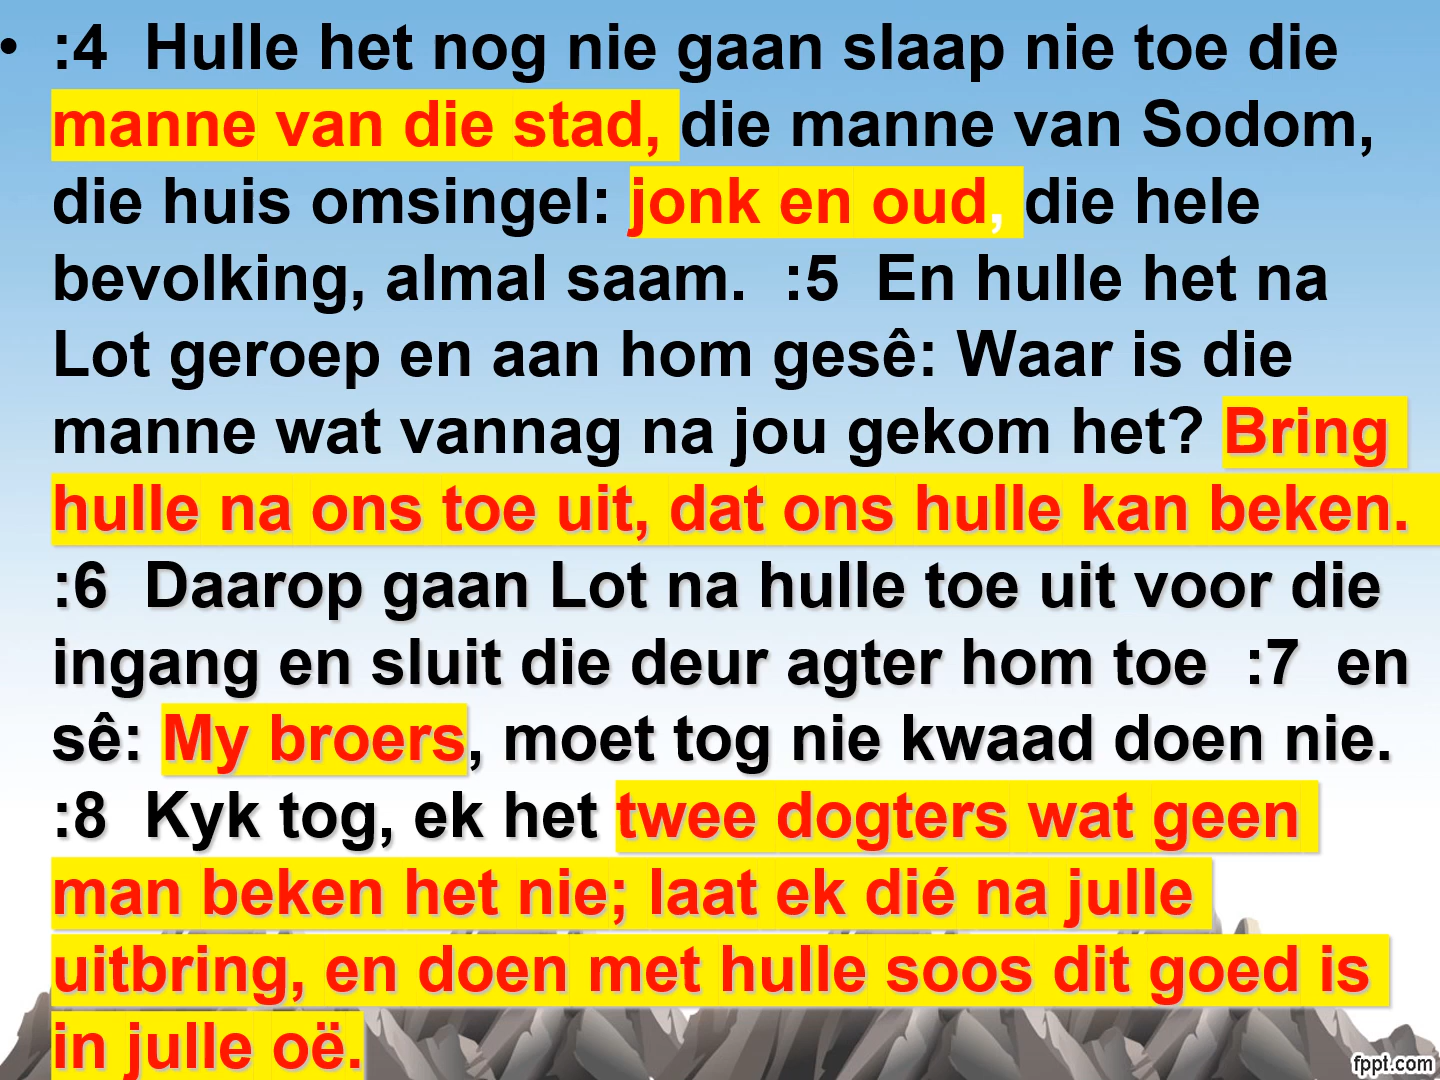 • :4 Hulle het nog nie gaan slaap nie toe die
manne van die stad, die manne van Sodom,
die huis omsingel: jonk en oud, die hele
bevolking, almal saam. :5 En hulle het na
Lot geroep en aan hom gesê: Waar is die
manne wat vannag na jou gekom het? Bring
hulle na ons toe uit, dat ons hulle kan beken.
:6 Daarop gaan Lot na hulle toe uit voor die
ingang en sluit die deur agter hom toe :7 en
sê: My broers, moet tog nie kwaad doen nie.
:8 Kyk tog, ek het twee dogters wat geen
man beken het nie; laat ek dié na julle
uitbring, en doen met hulle soos dit goed is
in julle oë.
fppt.com